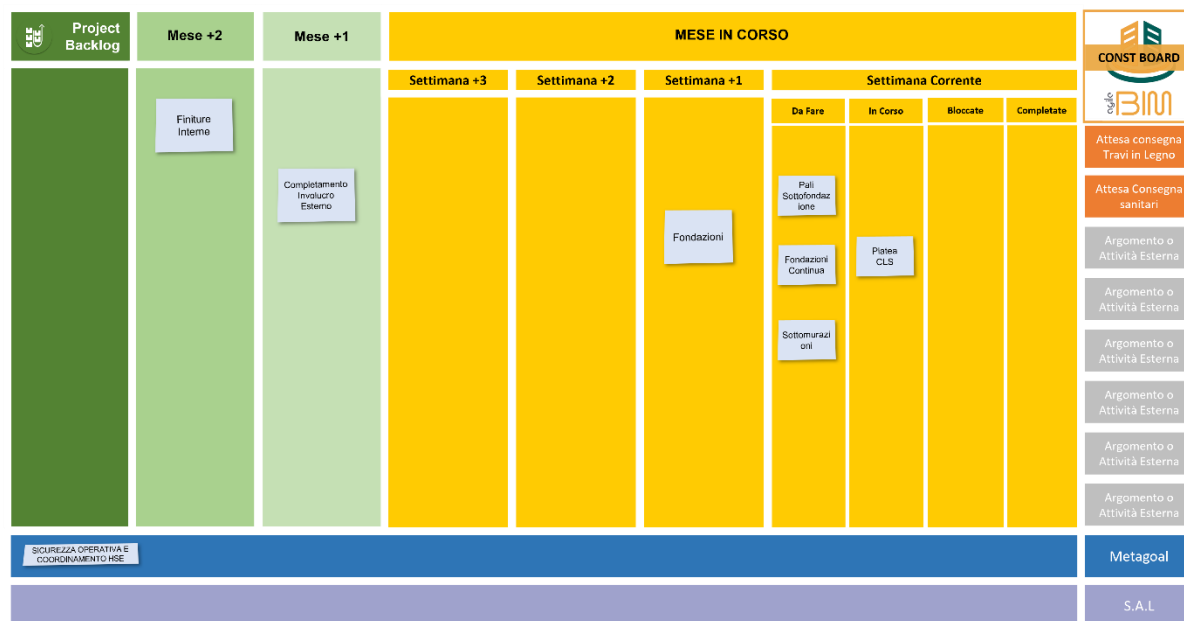 Project
Backlog
Mese +2
Mese +1
MESE IN CORSO
CONST BOARD
agile BIM
Settimana +3
Settimana +2
Settimana +1
Settimana Corrente
Da Fare
In Corso
Bloccate
Completate
Finiture
Interne
Completamento
Involucro
Esterno
Fondazioni
Pali
Sottofondaz
ione
Fondazioni
Continua
Sottomurazi
oni
Platea
CLS
Attesa consegna
Travi in Legno
Attesa Consegna
sanitari
Argomento o
Attività Esterna
Argomento o
Attività Esterna
Argomento o
Attività Esterna
Argomento o
Attività Esterna
Argomento o
Attività Esterna
Argomento o
Attività Esterna
SICUREZZA OPERATIVA E
COORDINAMENTO HSE
Metagoal
S.A.L